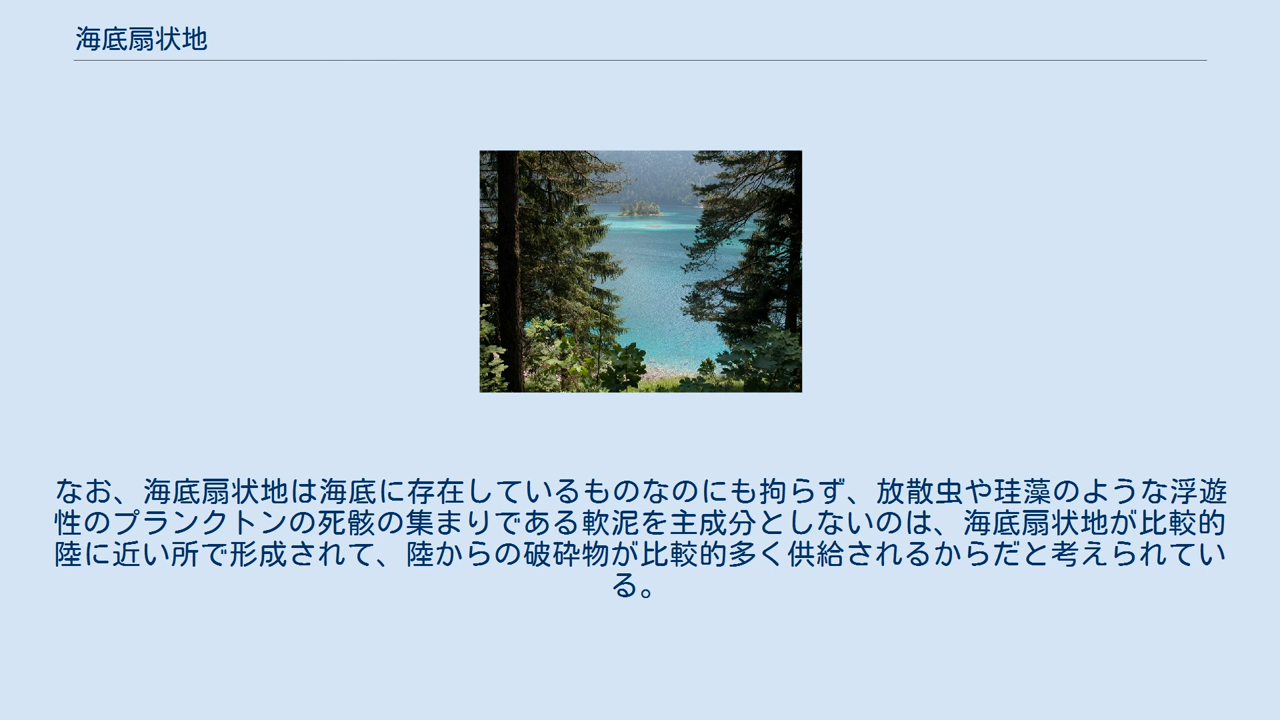 海底扇状地
なお、海底扇状地は海底に存在しているものなのにも拘らず、放散虫や珪藻のような浮遊
性のプランクトンの死骸の集まりである軟泥を主成分としないのは、海底扇状地が比較的
陸に近い所で形成されて、陸からの破砕物が比較的多く供給されるからだと考えられてい
る。